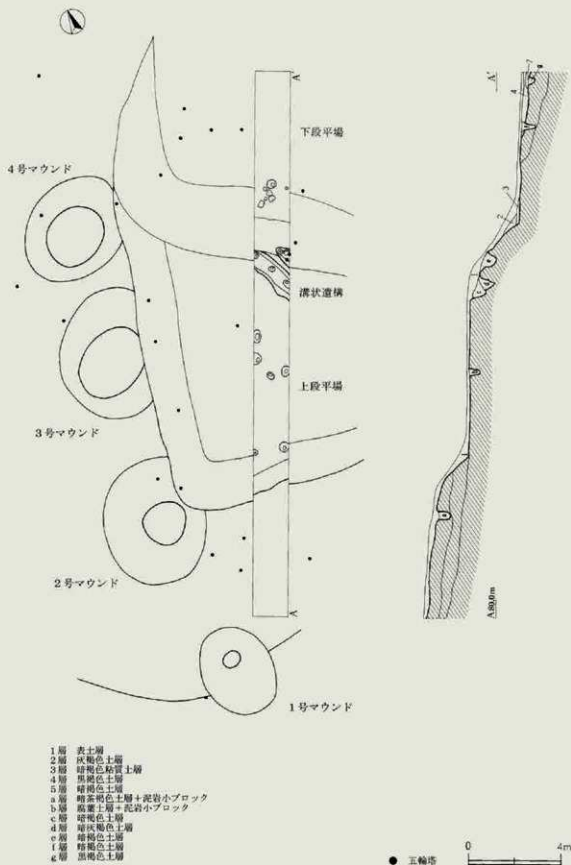 A'
下段平場
4号マウンド
溝状遺構
上段平場
3号マウンド
2号マウンド
A
1号マウンド
A'
7
8
4
3
2
1
A 80.0m
1層 表土層
2層 灰褐色土層
3層 暗褐色粘質土層
4層 黒褐色土層
5層 暗褐色土層
a層 暗茶褐色土層+泥岩小ブロック
b層 腐葉土層+泥岩小ブロック
c層 暗褐色土層
d層 暗灰褐色土層
e層 暗褐色土層
f層 暗褐色土層
g層 黒褐色土層
● 五輪塔
0 4m